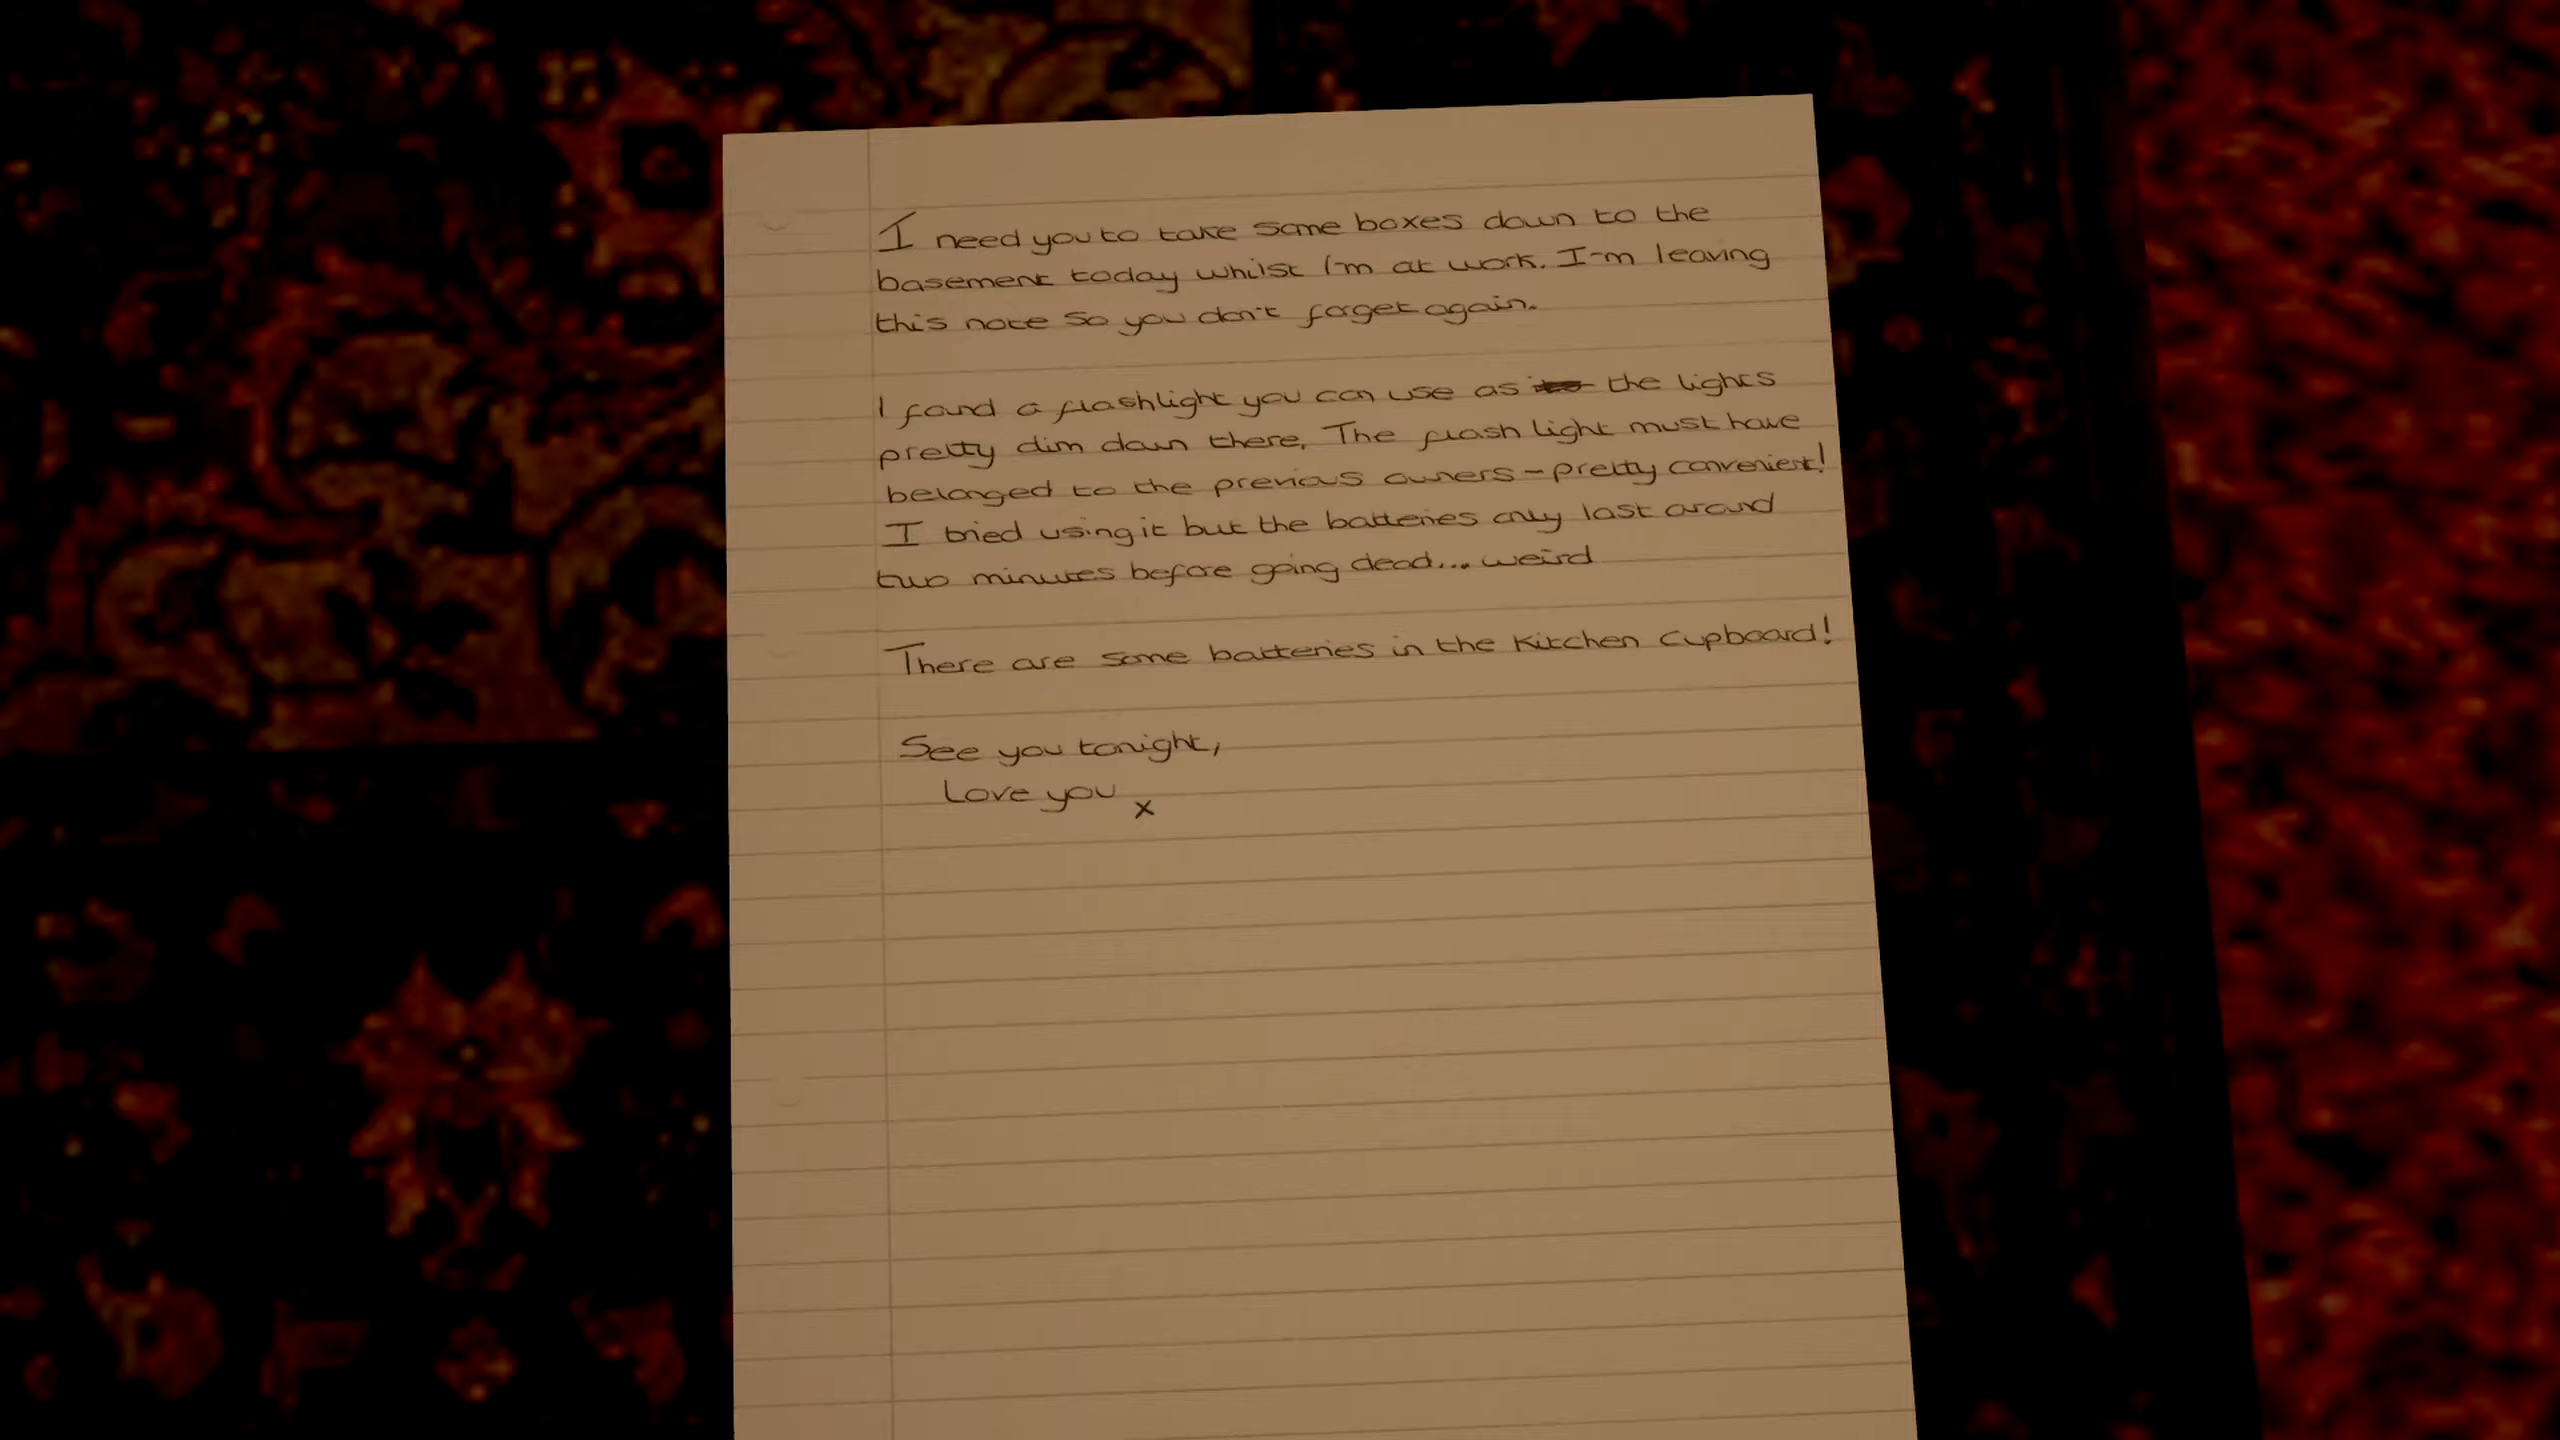 I need you to take some boxes down to the
basement today whilst I'm at work. I'm leaving
this note so you don't forget again.
I found a flashlight you can use as the lights
pretty dim down there. The flash light must have
belonged to the previous owners - pretty convenient!
I tried using it but the batteries only last around
two minutes before going dead... weird
There are some batteries in the kitchen cupboard!
See you tonight,
Love you x